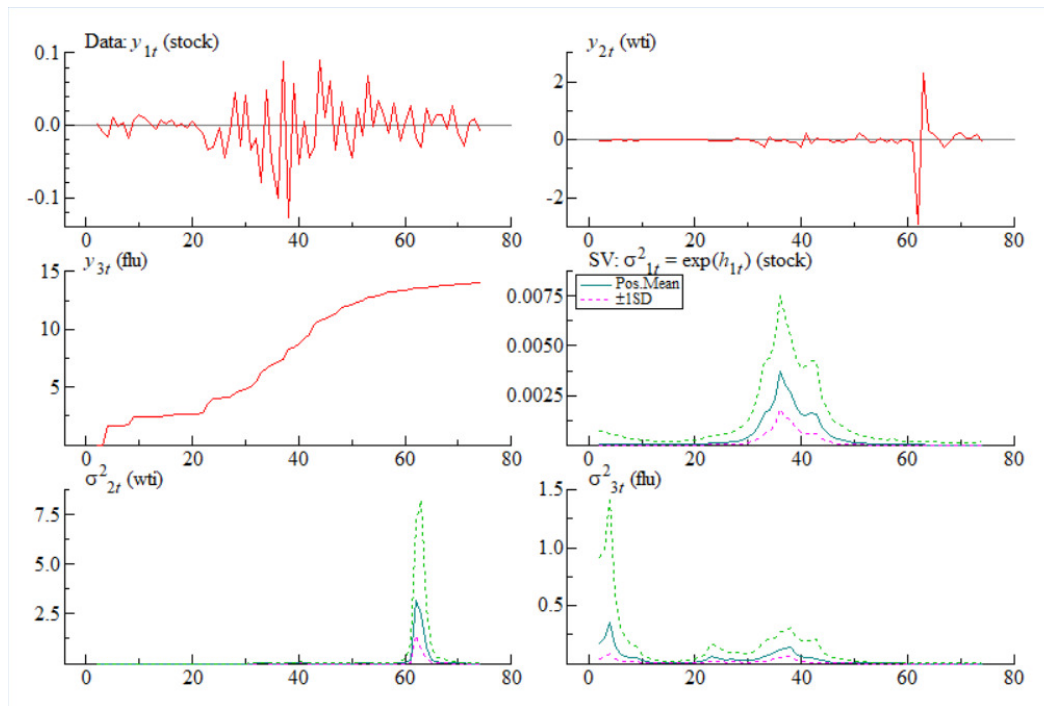 Data: y1t (stock)
0.1
0.0
-0.1
0 20 40 60 80
y2t (wti)
2
0
-2
0 20 40 60 80
y3t (flu)
15
10
5
0 20 40 60 80
SV: σ²1t = exp(h1t) (stock)
Pos.Mean
±1SD
0.0075
0.0050
0.0025
0 20 40 60 80
σ²2t (wti)
7.5
5.0
2.5
0 20 40 60 80
σ²3t (flu)
1.5
1.0
0.5
0 20 40 60 80